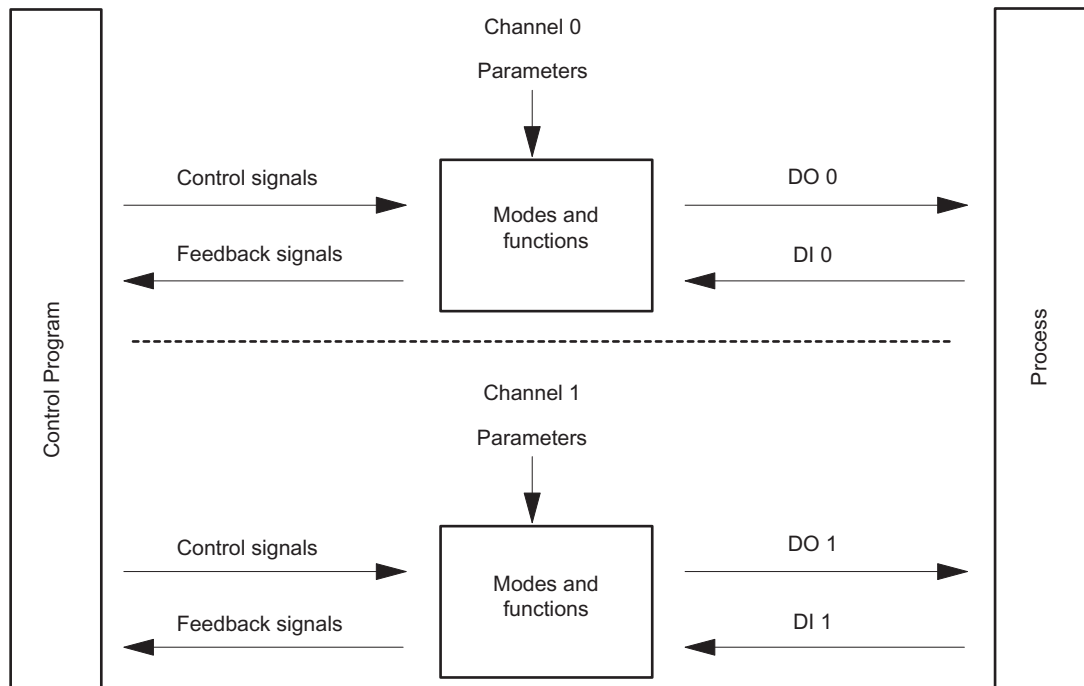 Channel 0
Parameters
Control signals
Modes and
functions
DO 0
Feedback signals
DI 0
Control Program
Process
Channel 1
Parameters
Control signals
Modes and
functions
DO 1
Feedback signals
DI 1